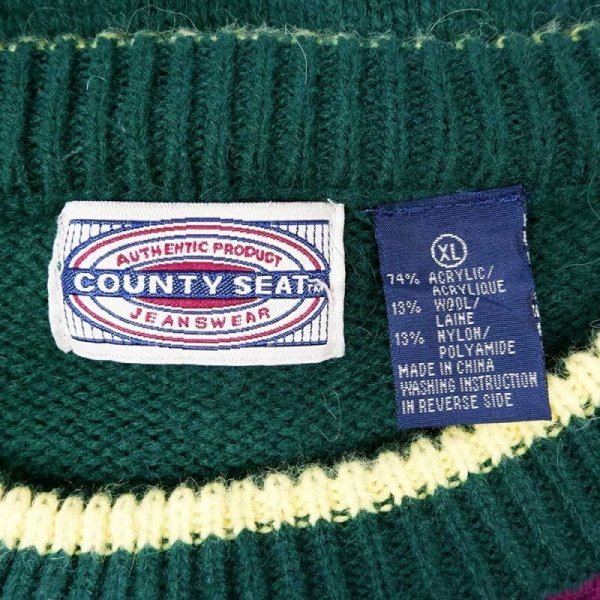 AUTHENTIC PRODUCT
COUNTY SEAT™
JEANSWEAR
XL
74% ACRYLIC/
ACRYLIQUE
13% WOOL/
LAINE
13% NYLON/
POLYAMIDE
MADE IN CHINA
WASHING INSTRUCTION
IN REVERSE SIDE